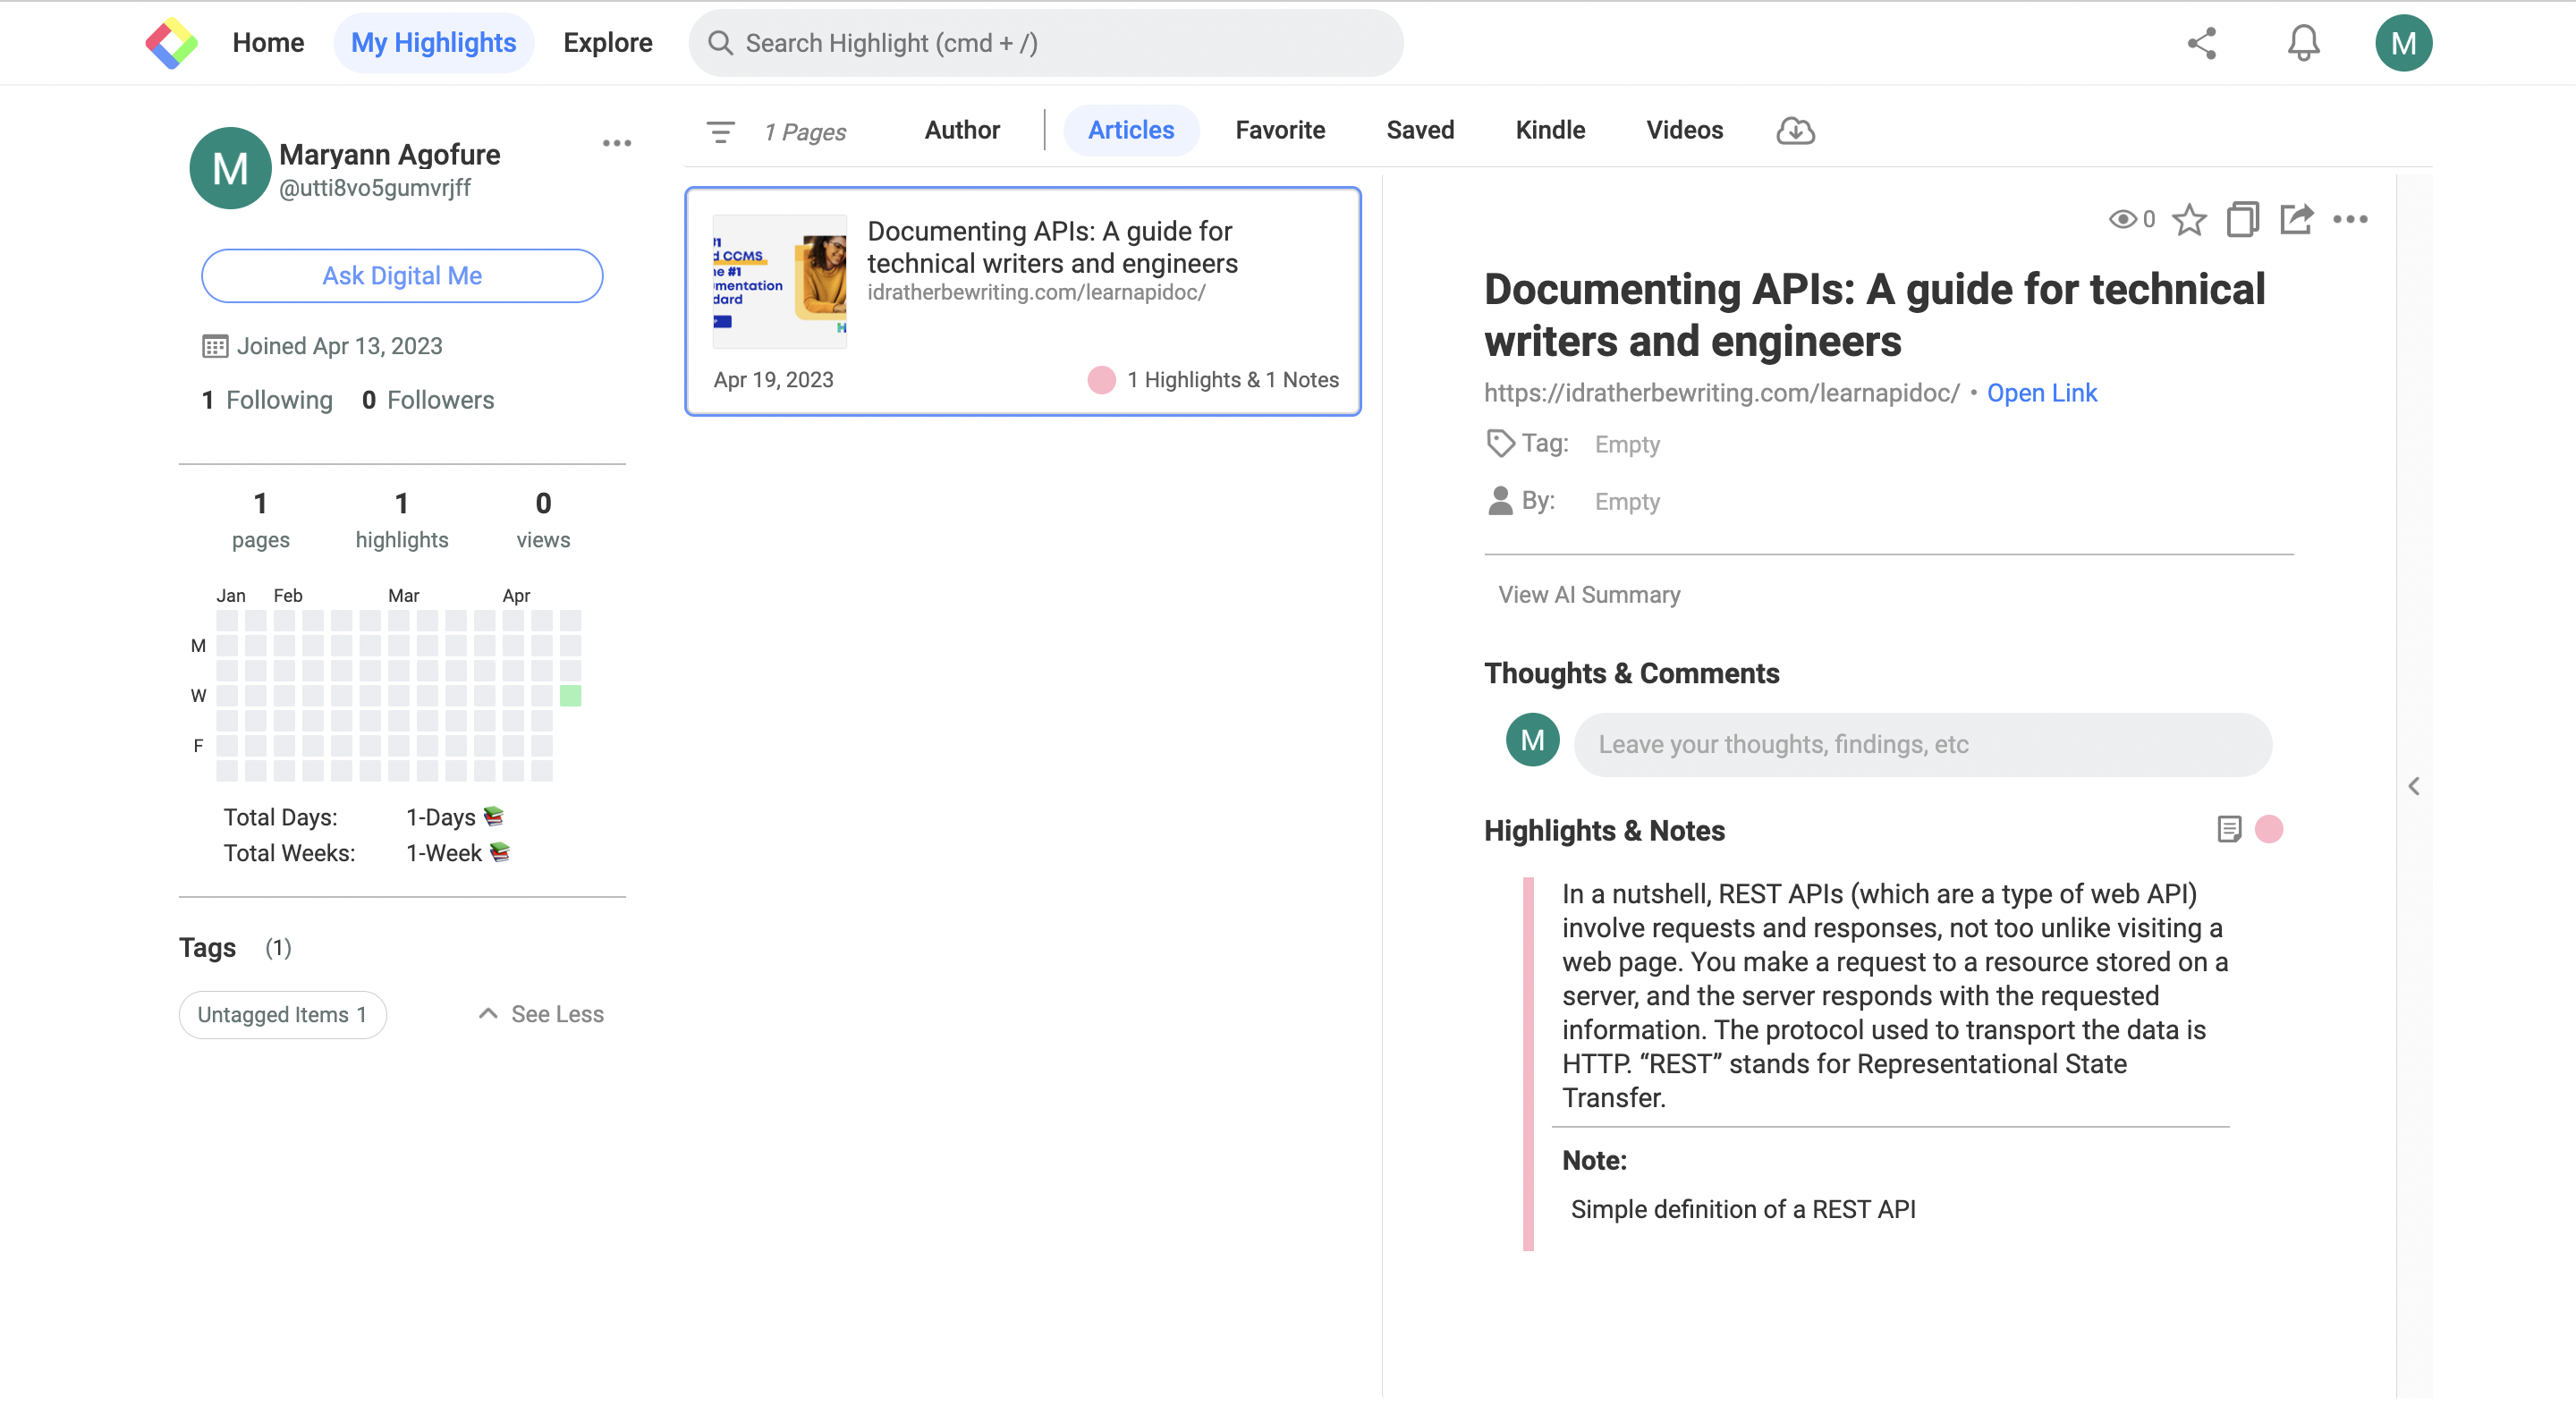 Home
My Highlights
Explore
Search Highlight (cmd + /)
M
M
Maryann Agofure
@utti8vo5gumvrjff
Ask Digital Me
Joined Apr 13, 2023
1 Following 0 Followers
1 1 0
pages highlights views
Jan Feb Mar Apr
M
W
F
Total Days: 1-Days
Total Weeks: 1-Week
Tags (1)
Untagged Items 1
See Less
1 Pages
Author
Articles
Favorite
Saved
Kindle
Videos
CCMS
#1
Documenting APIs: A guide for
technical writers and engineers
idratherbewriting.com/learnapidoc/
Apr 19, 2023
1 Highlights & 1 Notes
0
Documenting APIs: A guide for technical
writers and engineers
https://idratherbewriting.com/learnapidoc/ • Open Link
Tag: Empty
By: Empty
View AI Summary
Thoughts & Comments
M
Leave your thoughts, findings, etc
Highlights & Notes
In a nutshell, REST APIs (which are a type of web API)
involve requests and responses, not too unlike visiting a
web page. You make a request to a resource stored on a
server, and the server responds with the requested
information. The protocol used to transport the data is
HTTP. “REST” stands for Representational State
Transfer.
Note:
Simple definition of a REST API